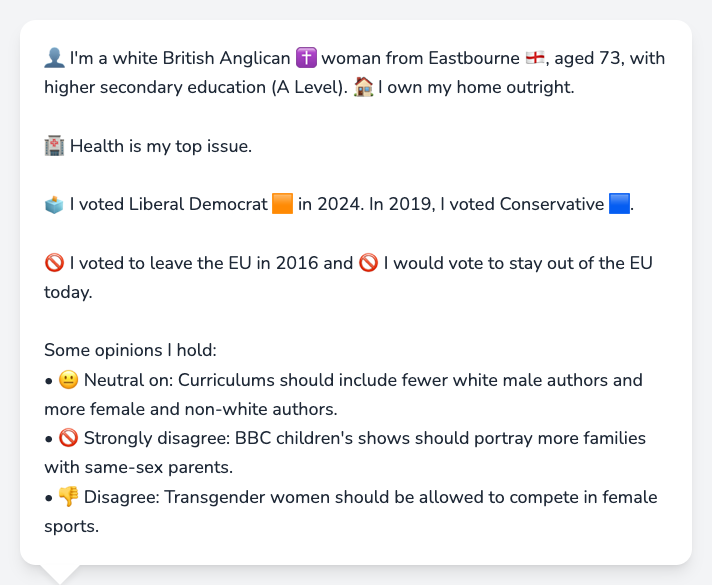 👤 I'm a white British Anglican ✝️ woman from Eastbourne 🏴󠁧󠁢󠁥󠁮󠁧󠁿, aged 73, with
higher secondary education (A Level). 🏠 I own my home outright.
🏥 Health is my top issue.
🗳️ I voted Liberal Democrat 🟧 in 2024. In 2019, I voted Conservative 🟦.
🚫 I voted to leave the EU in 2016 and 🚫 I would vote to stay out of the EU
today.
Some opinions I hold:
• 😐 Neutral on: Curriculums should include fewer white male authors and
more female and non-white authors.
• 🚫 Strongly disagree: BBC children's shows should portray more families
with same-sex parents.
• 👎 Disagree: Transgender women should be allowed to compete in female
sports.